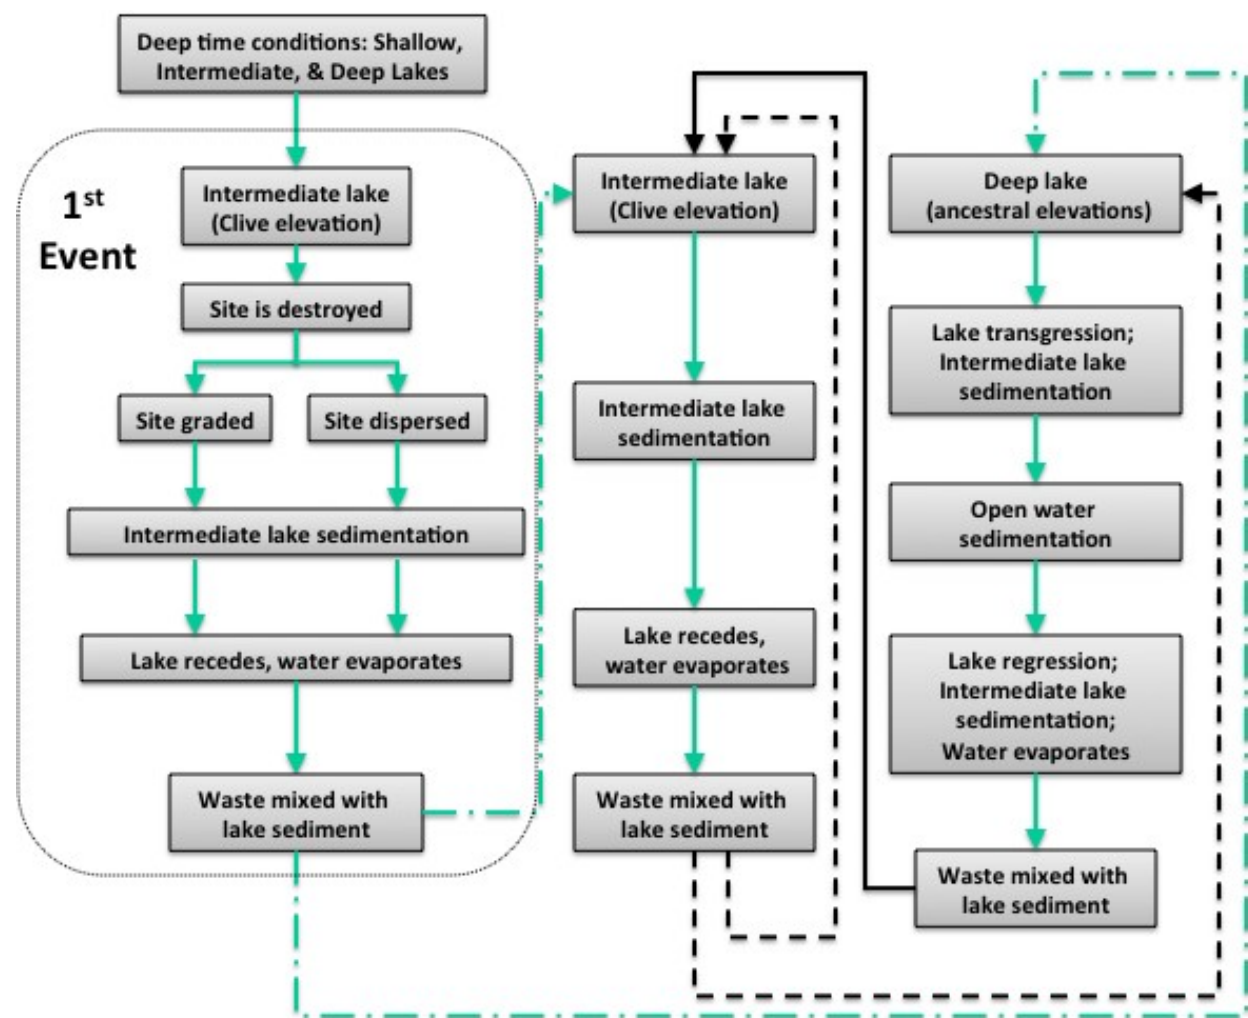 Deep time conditions: Shallow,
Intermediate, & Deep Lakes
1st
Event
Intermediate lake
(Clive elevation)
Site is destroyed
Site graded
Site dispersed
Intermediate lake sedimentation
Lake recedes, water evaporates
Waste mixed with
lake sediment
Intermediate lake
(Clive elevation)
Intermediate lake
sedimentation
Lake recedes,
water evaporates
Waste mixed with
lake sediment
Deep lake
(ancestral elevations)
Lake transgression;
Intermediate lake
sedimentation
Open water
sedimentation
Lake regression;
Intermediate lake
sedimentation;
Water evaporates
Waste mixed with
lake sediment